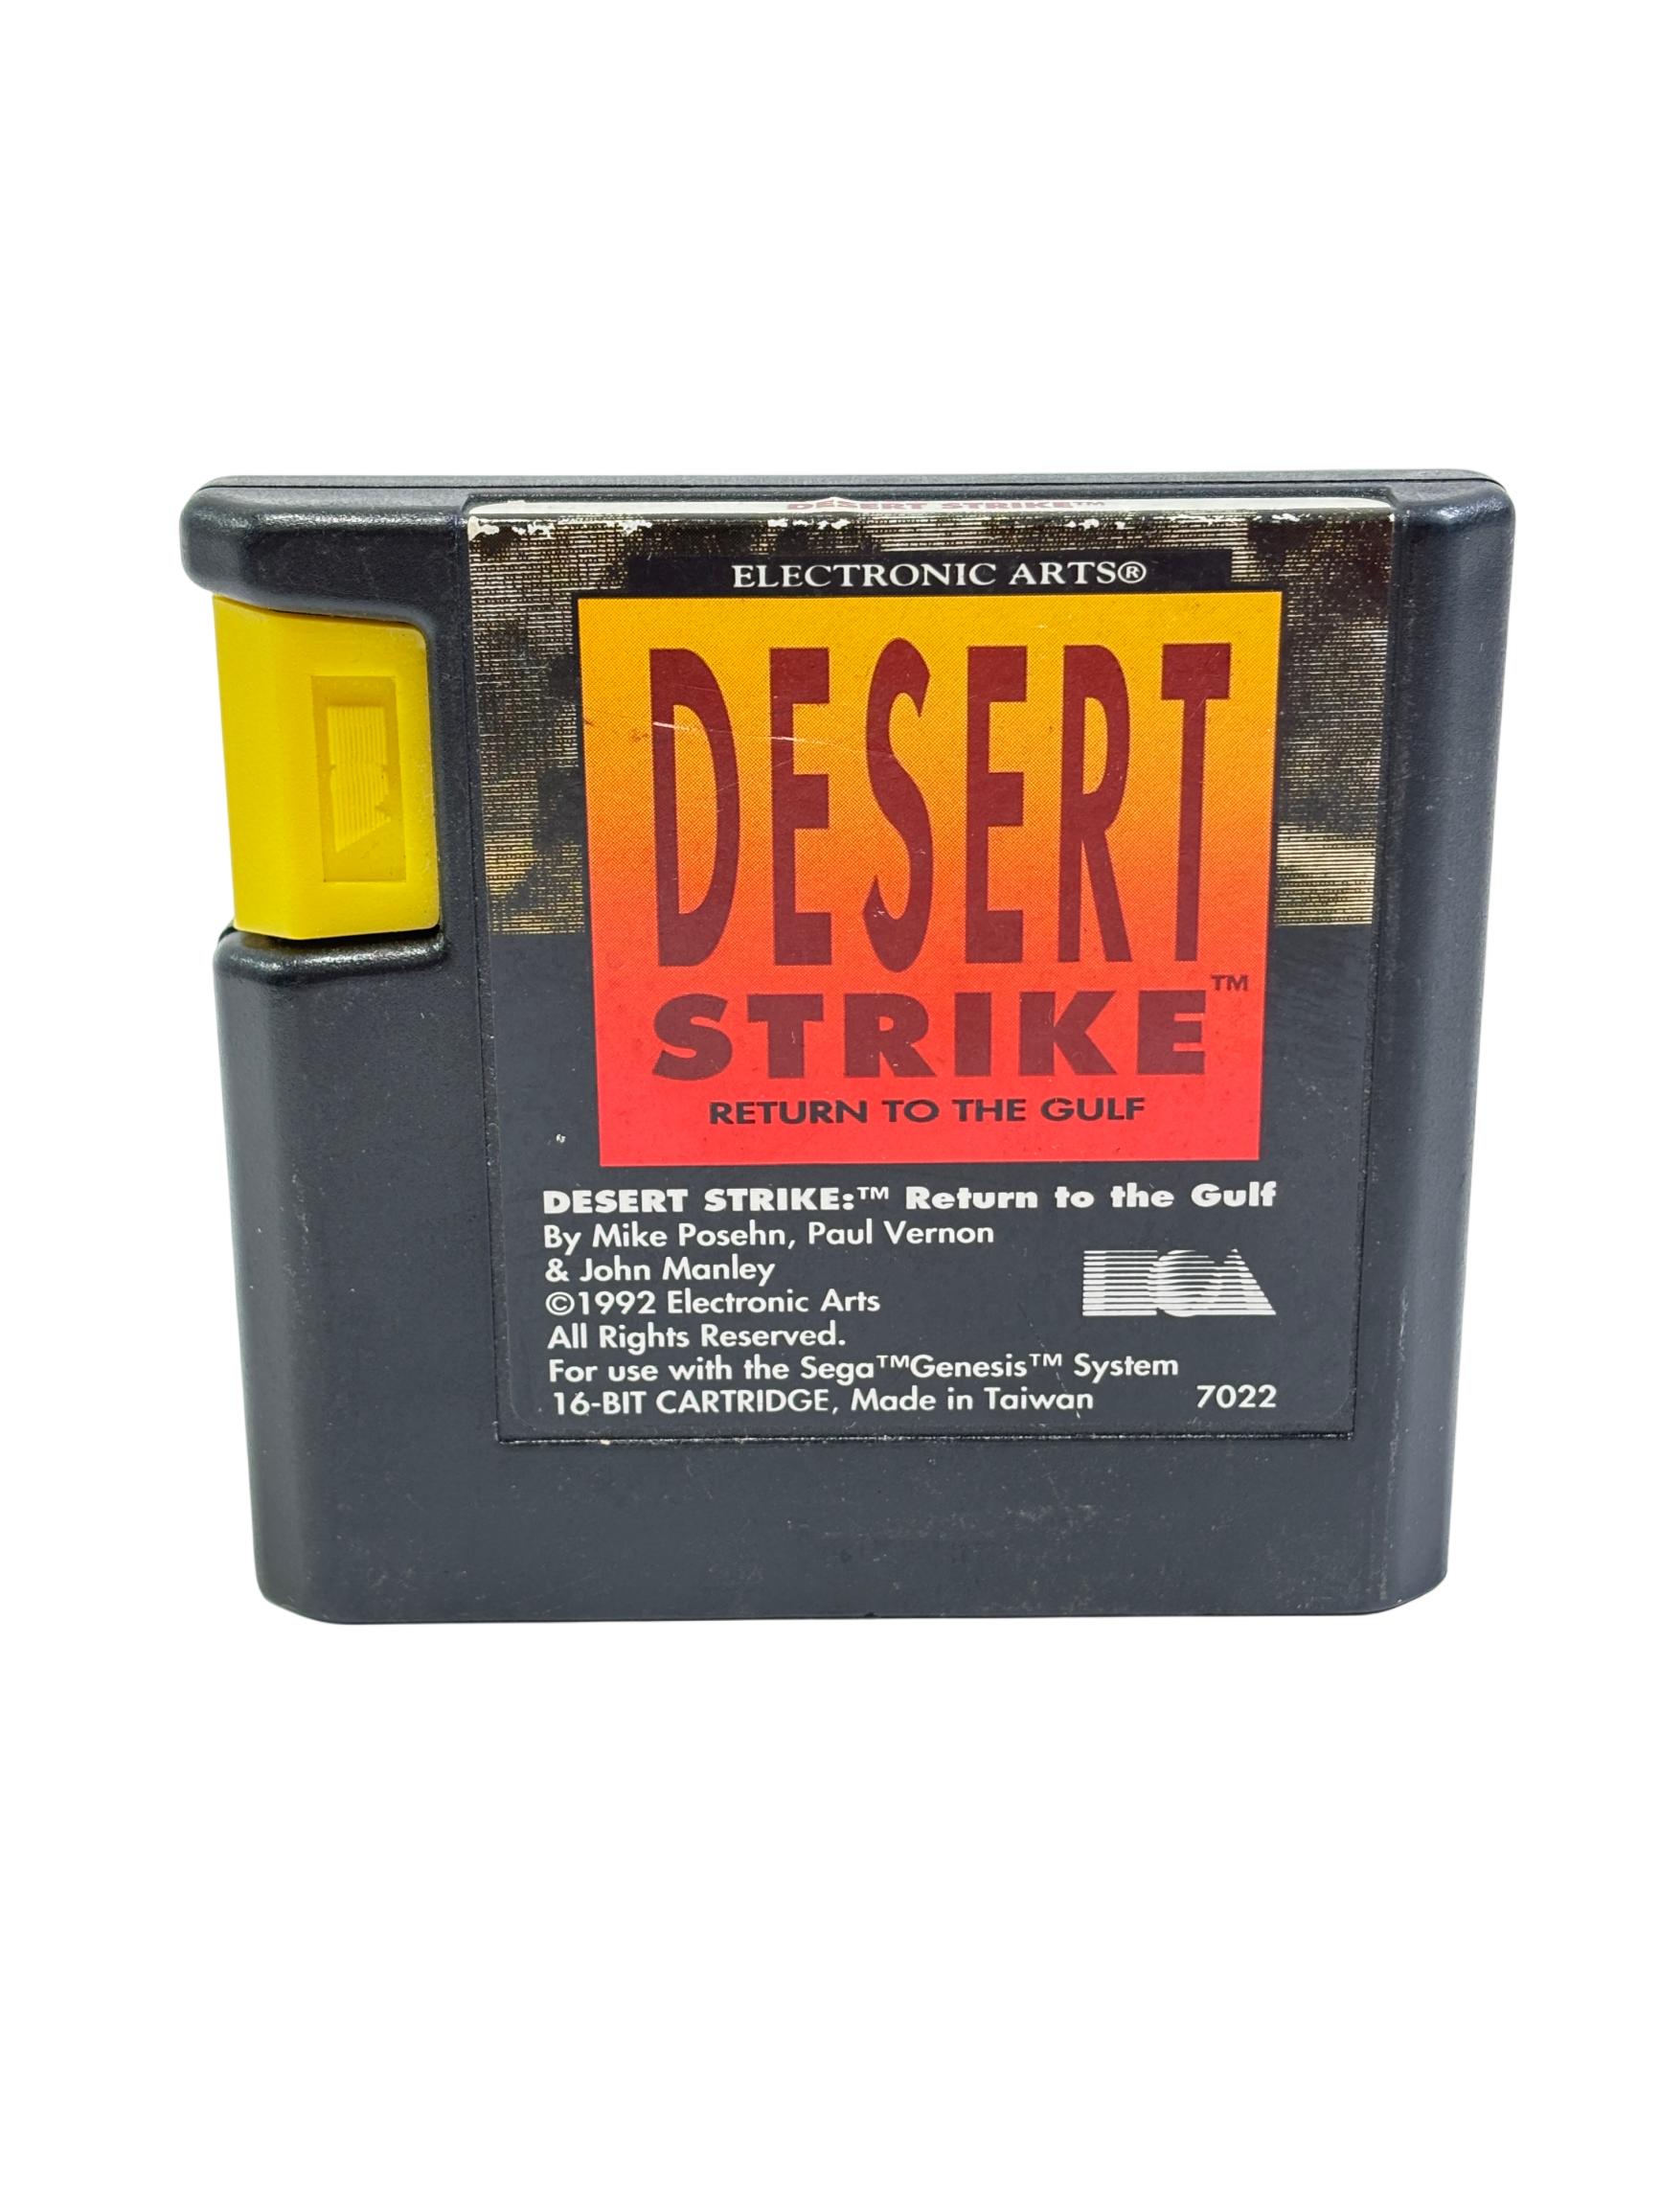 DESERT STRIKE™
ELECTRONIC ARTS®
DESERT
STRIKE™
RETURN TO THE GULF
DESERT STRIKE:™ Return to the Gulf
By Mike Posehn, Paul Vernon
& John Manley
©1992 Electronic Arts
All Rights Reserved.
For use with the Sega™Genesis™ System
16-BIT CARTRIDGE, Made in Taiwan 7022
EA